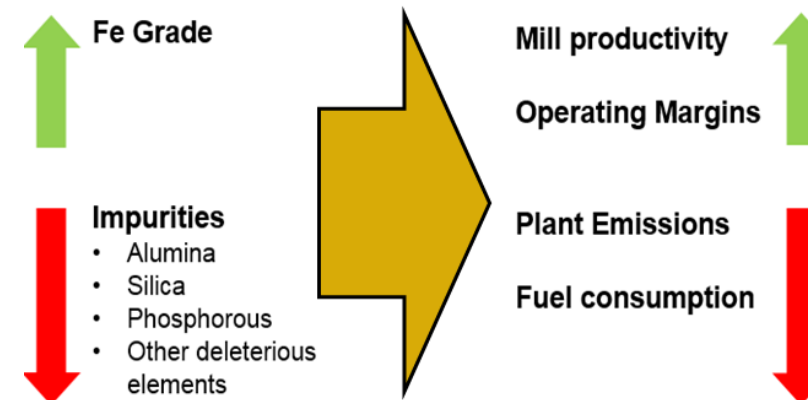 Fe Grade
Impurities
• Alumina
• Silica
• Phosphorous
• Other deleterious
elements
Mill productivity
Operating Margins
Plant Emissions
Fuel consumption